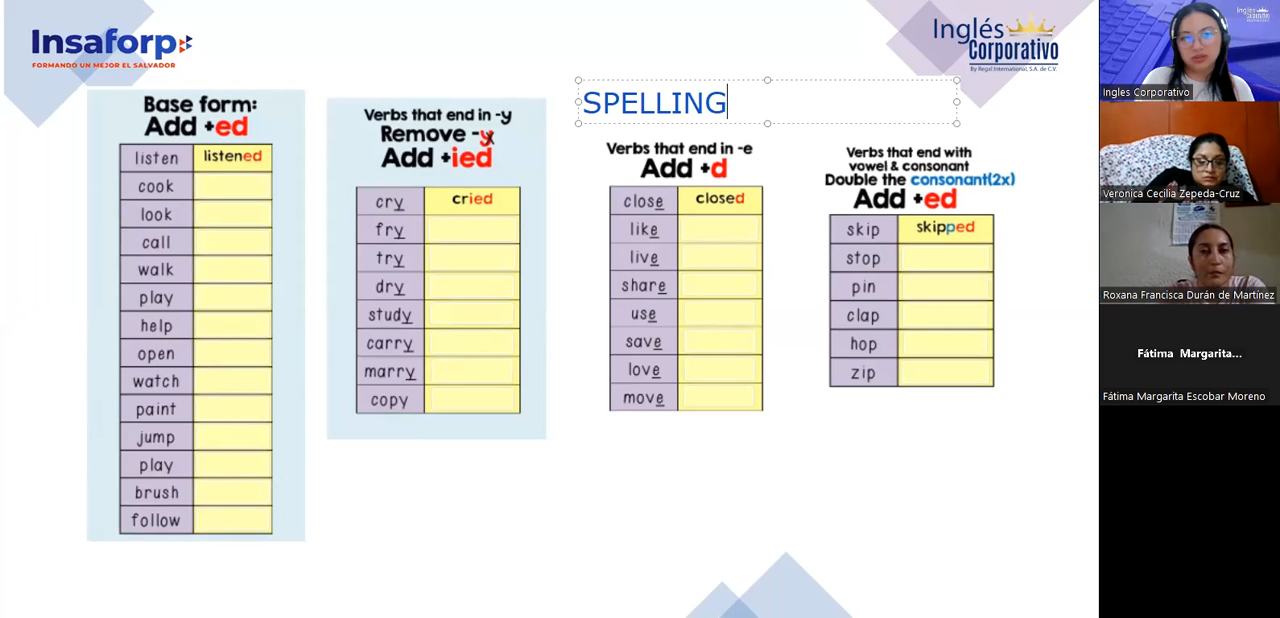 Insaforp
FORMANDO UN MEJOR EL SALVADOR
Inglés
Corporativo
By Regal International, S.A. de C.V.
SPELLING
Base form:
Add +ed
listen listened
cook
look
call
walk
play
help
open
watch
paint
jump
play
brush
follow
Verbs that end in -y
Remove -y
Add +ied
cry cried
fry
try
dry
study
carry
marry
copy
Verbs that end in -e
Add +d
close closed
like
live
share
use
save
love
move
Verbs that end with
vowel & consonant
Double the consonant(2x)
Add +ed
skip skipped
stop
pin
clap
hop
zip
Ingles Corporativo
Veronica Cecilia Zepeda-Cruz
Roxana Francisca Durán de Martínez
Fátima Margarita...
Fátima Margarita Escobar Moreno